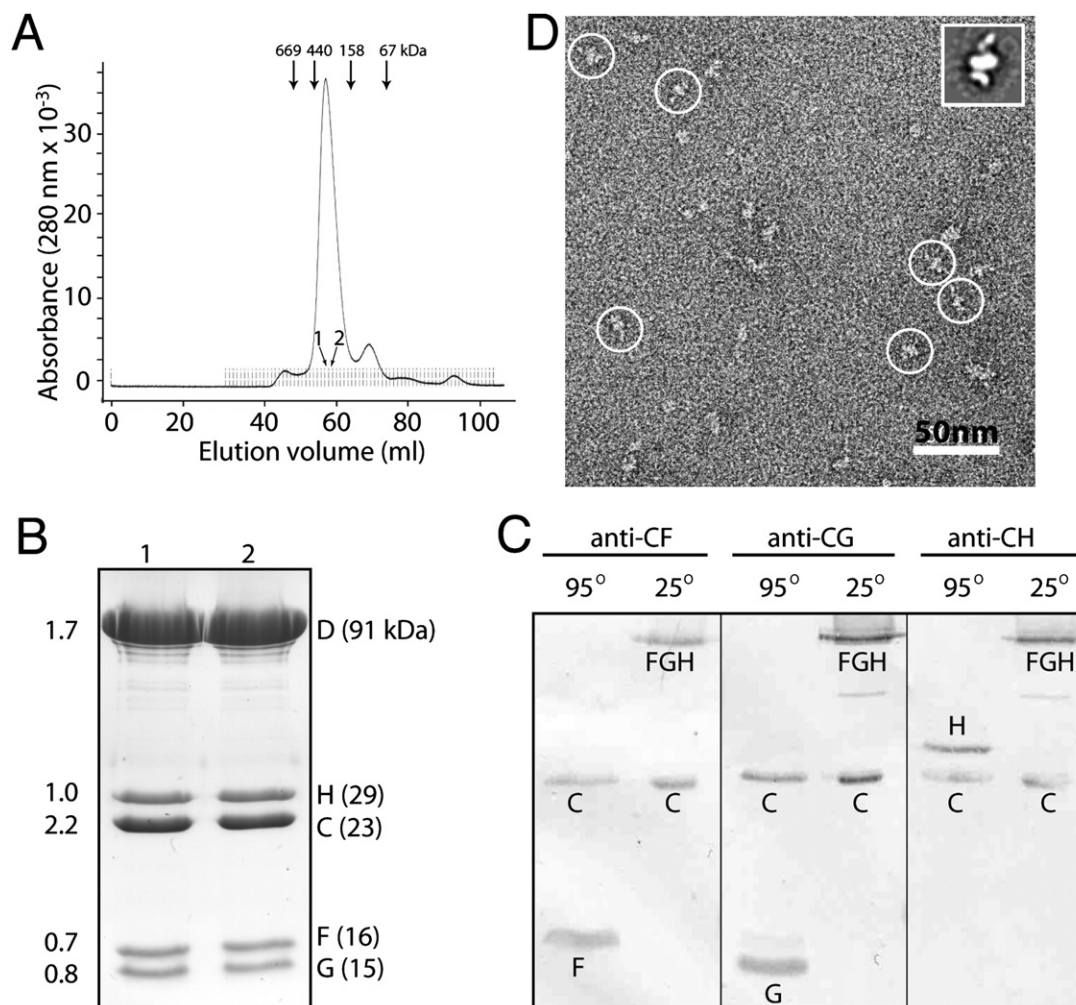 A
669 440 158 67 kDa
Absorbance (280 nm x 10⁻³)
30
20
10
0
1 2
0 20 40 60 80 100
Elution volume (ml)
D
50nm
B
1 2
1.7 D (91 kDa)
1.0 H (29)
2.2 C (23)
0.7 F (16)
0.8 G (15)
C
anti-CF anti-CG anti-CH
95° 25° 95° 25° 95° 25°
FGH FGH FGH
H
C C C C C C
F
G